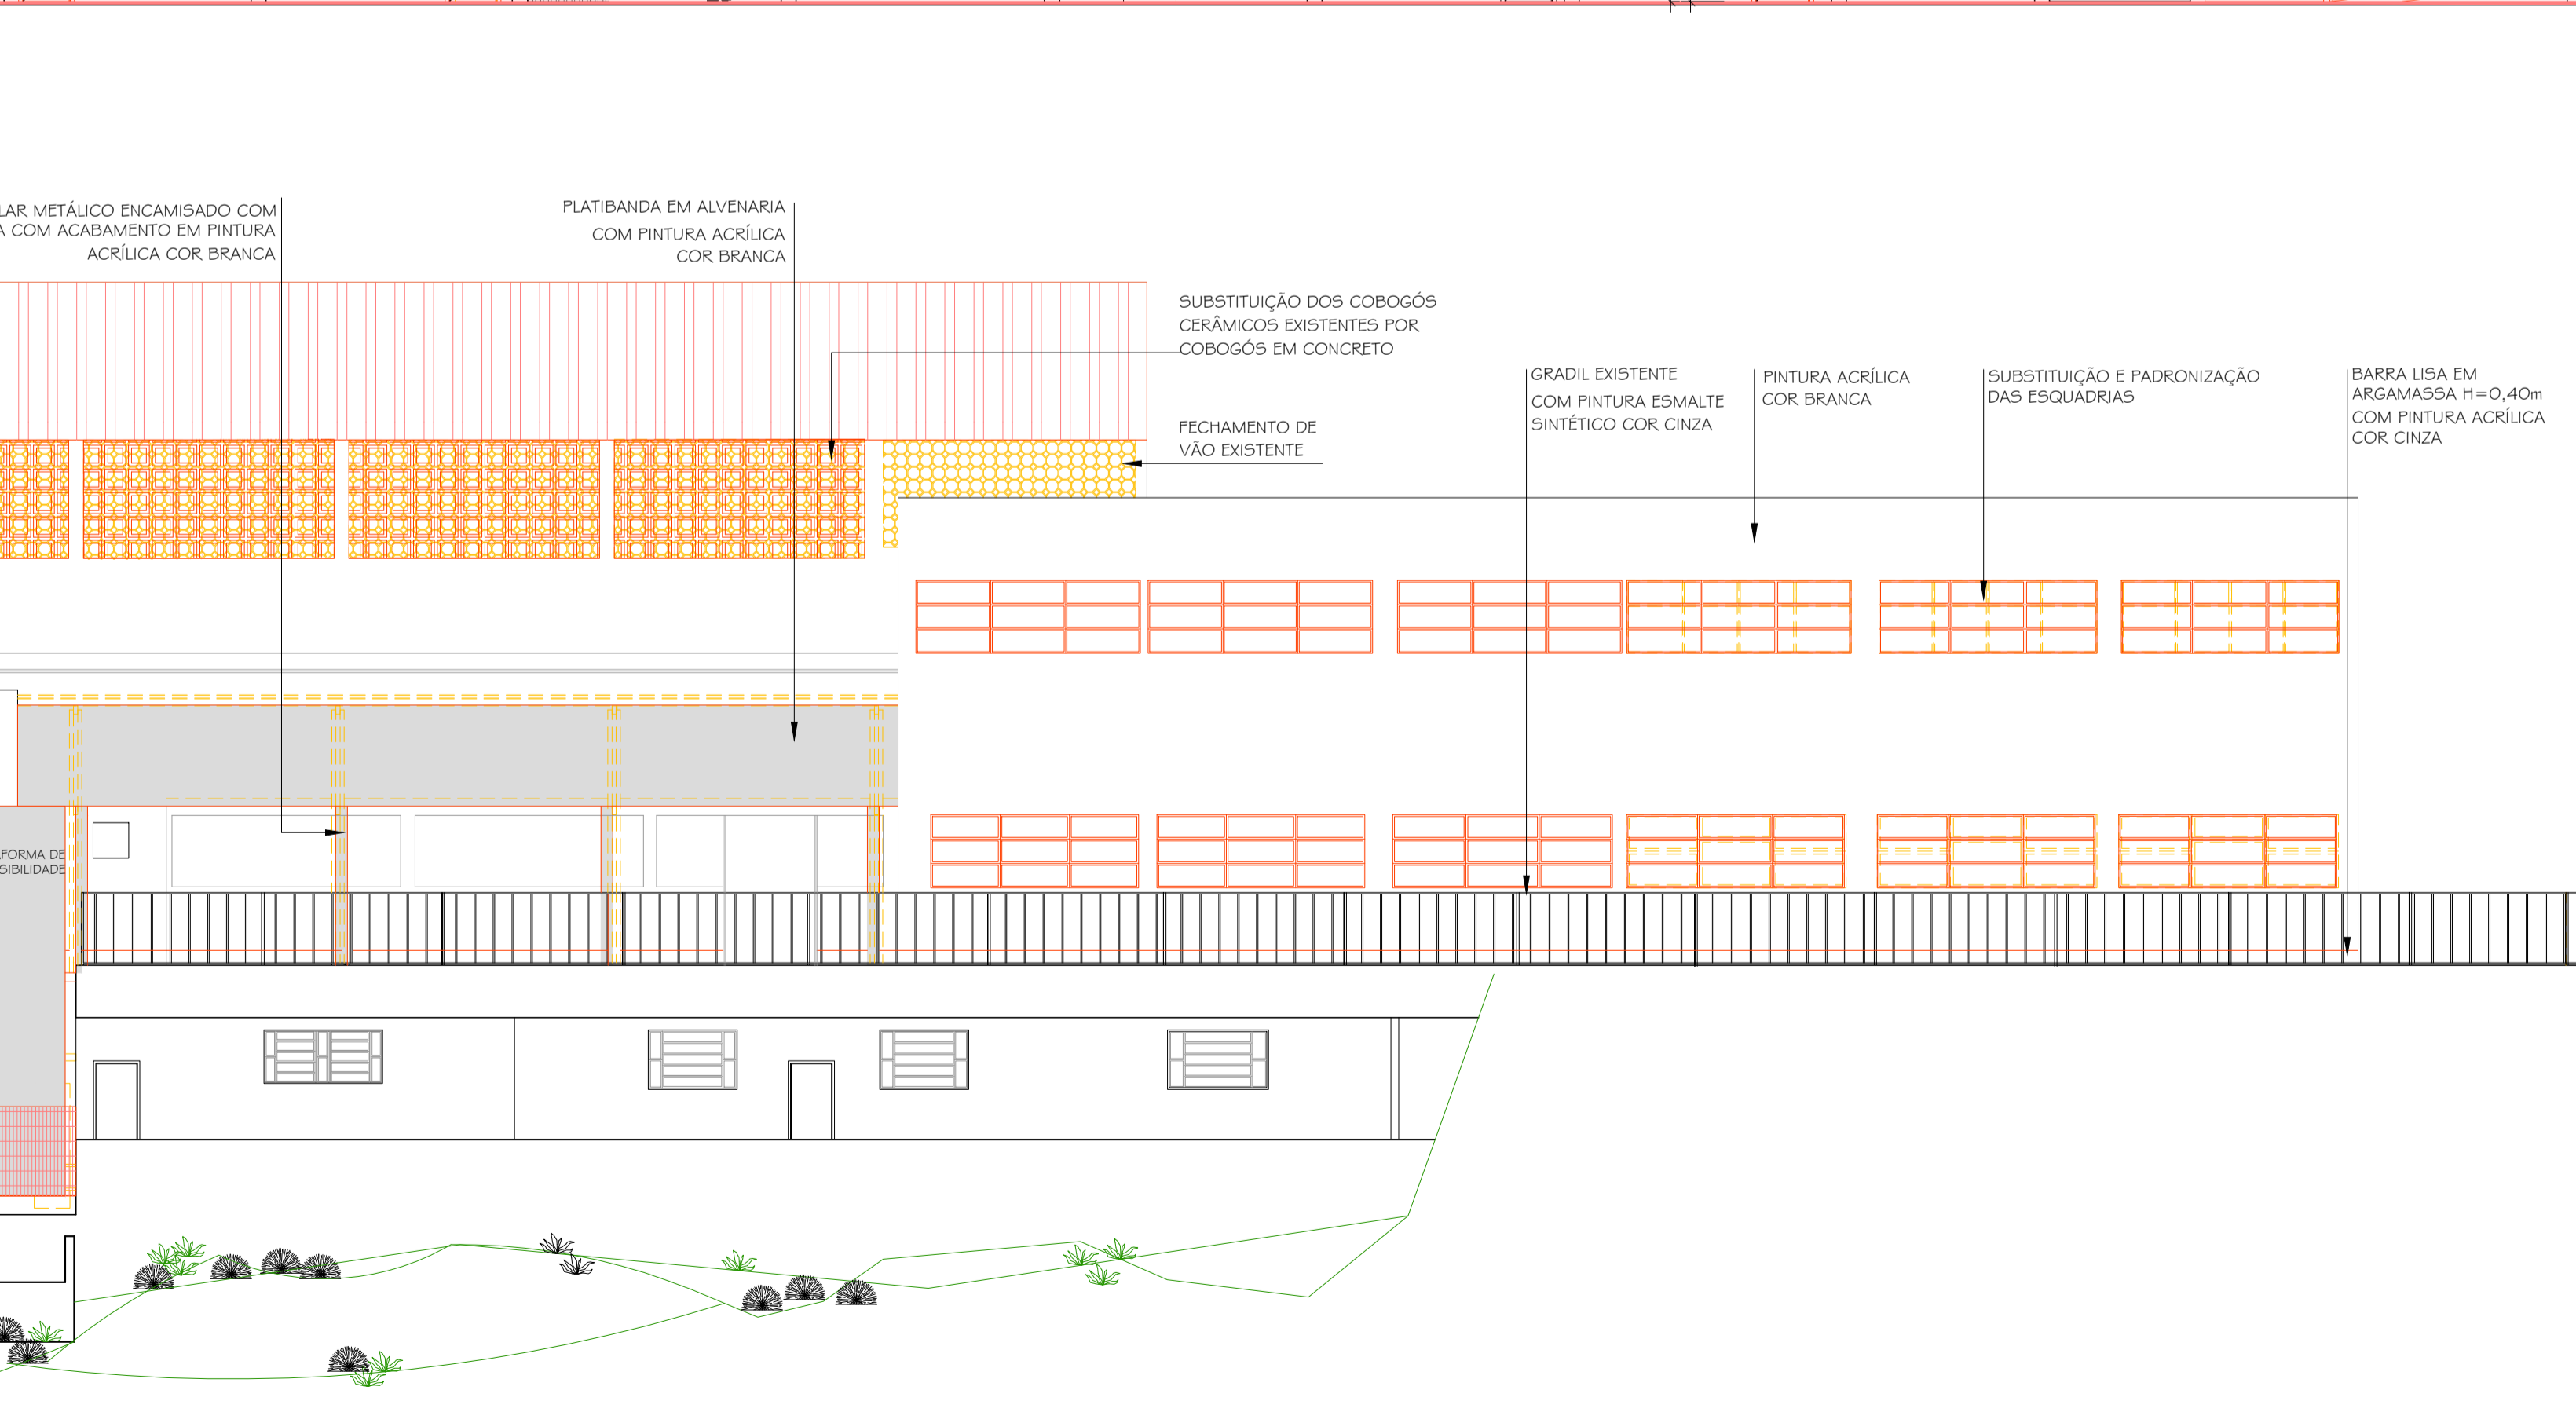 LAR METÁLICO ENCAMISADO COM
A COM ACABAMENTO EM PINTURA
ACRÍLICA COR BRANCA
PLATIBANDA EM ALVENARIA
COM PINTURA ACRÍLICA
COR BRANCA
SUBSTITUIÇÃO DOS COBOGÓS
CERÂMICOS EXISTENTES POR
COBOGÓS EM CONCRETO
FECHAMENTO DE
VÃO EXISTENTE
GRADIL EXISTENTE
COM PINTURA ESMALTE
SINTÉTICO COR CINZA
PINTURA ACRÍLICA
COR BRANCA
SUBSTITUIÇÃO E PADRONIZAÇÃO
DAS ESQUADRIAS
BARRA LISA EM
ARGAMASSA H=0,40m
COM PINTURA ACRÍLICA
COR CINZA
FORMA DE
SIBILIDADE